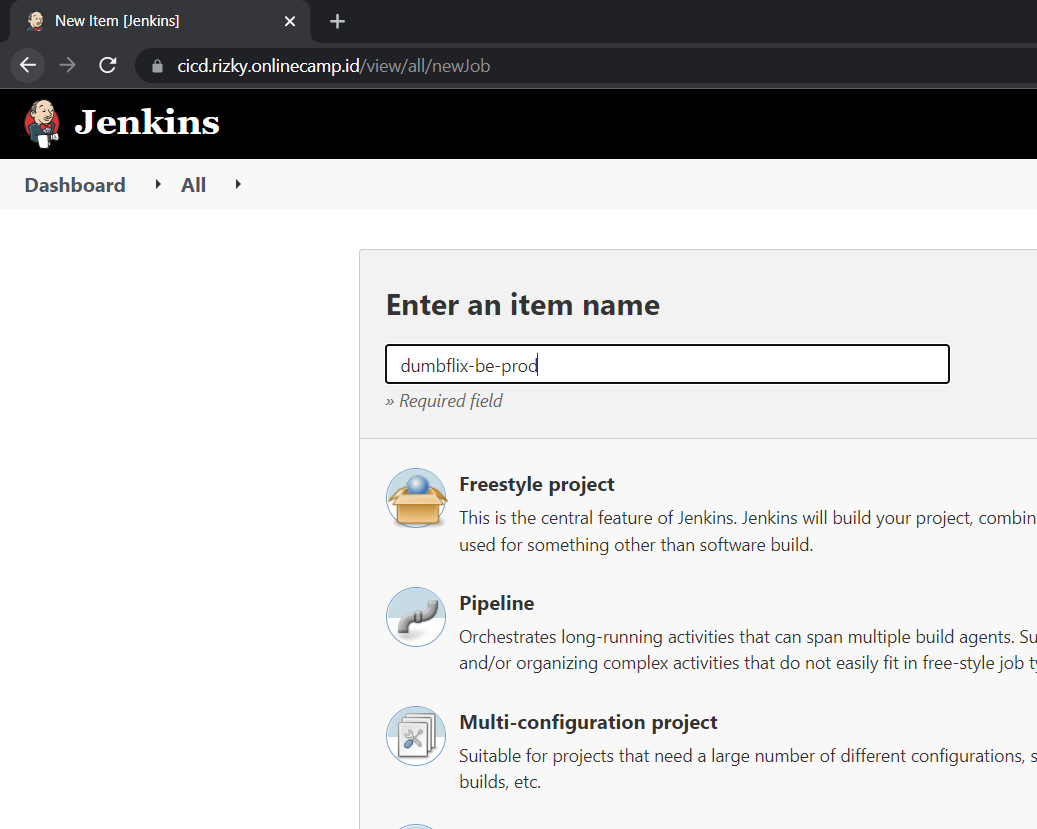 New Item [Jenkins]
cicd.rizky.onlinecamp.id/view/all/newJob
Jenkins
Dashboard All
Enter an item name
dumbflix-be-prod
» Required field
Freestyle project
This is the central feature of Jenkins. Jenkins will build your project, combin
used for something other than software build.
Pipeline
Orchestrates long-running activities that can span multiple build agents. Su
and/or organizing complex activities that do not easily fit in free-style job ty
Multi-configuration project
Suitable for projects that need a large number of different configurations, s
builds, etc.